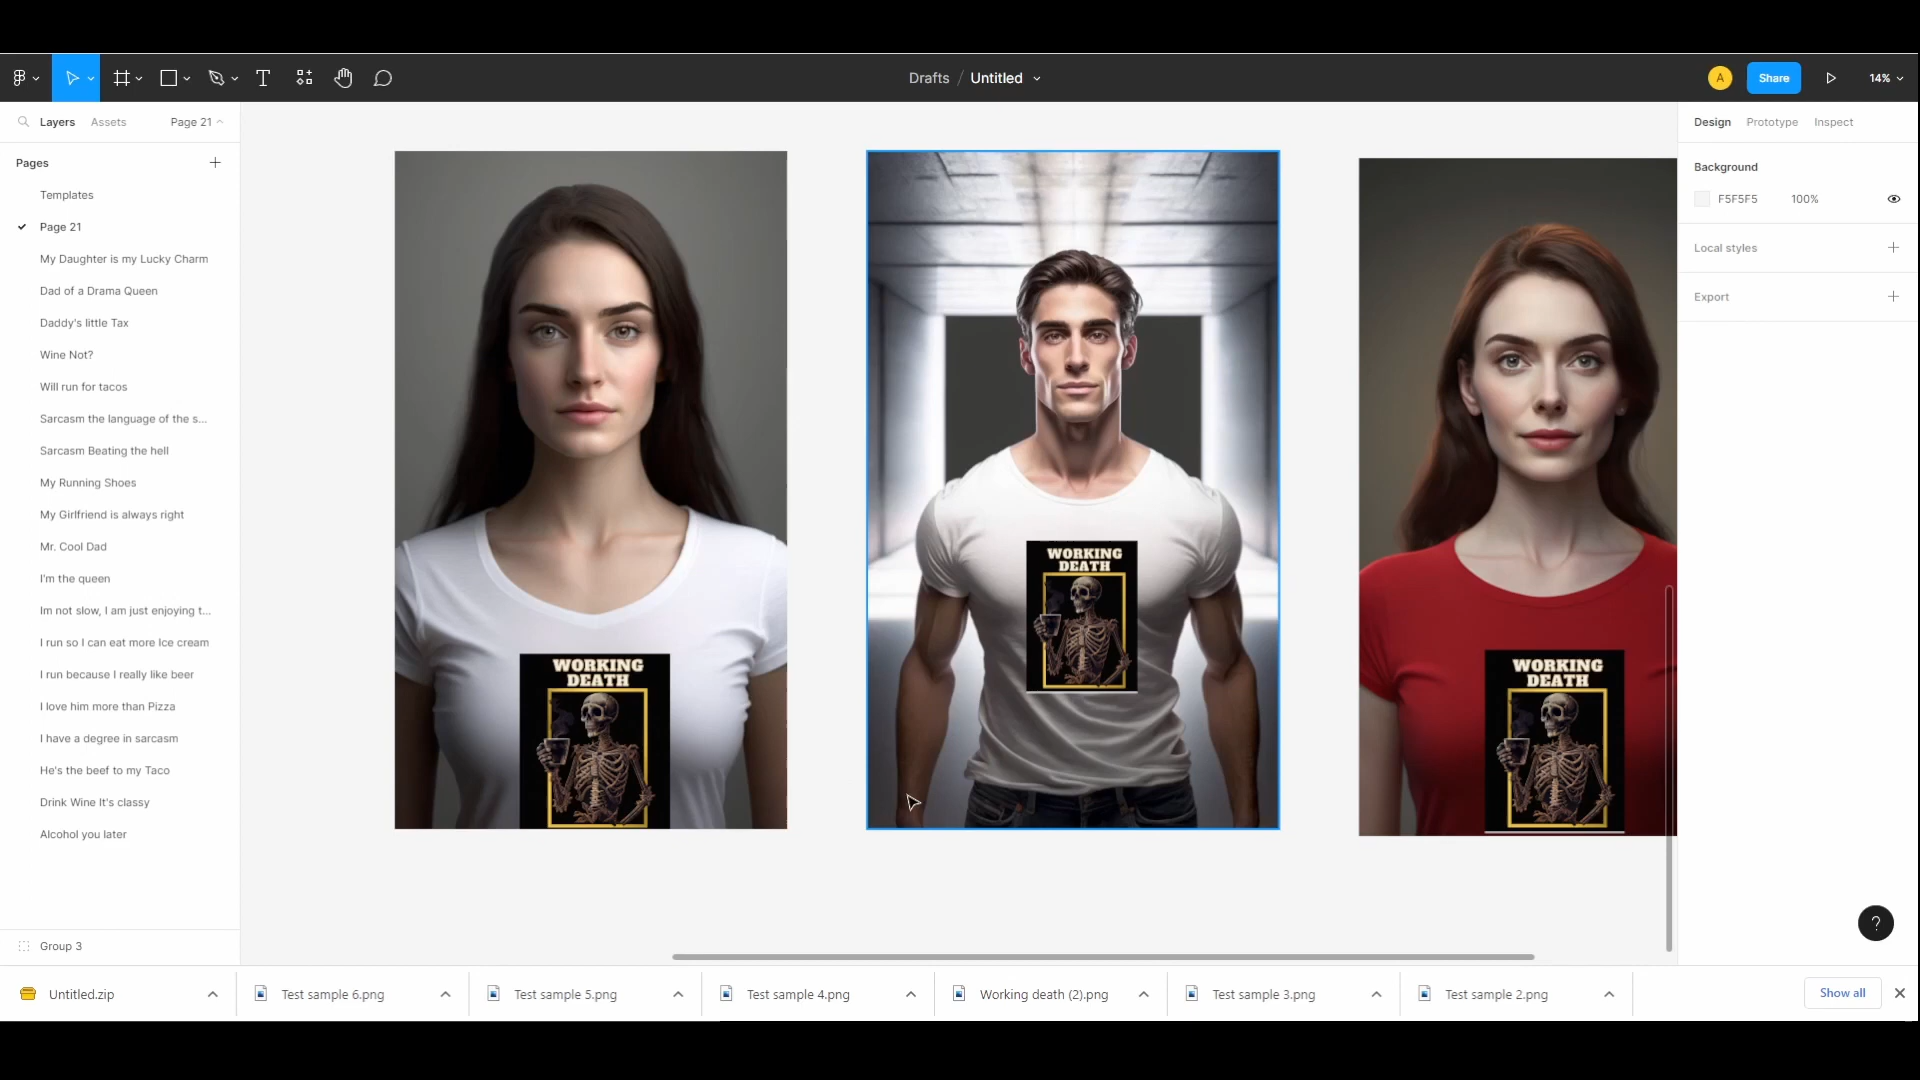 Drafts / Untitled
A
Share
14%
Layers
Assets
Page 21
Pages
Templates
Page 21
My Daughter is my Lucky Charm
Dad of a Drama Queen
Daddy's little Tax
Wine Not?
Will run for tacos
Sarcasm the language of the s...
Sarcasm Beating the hell
My Running Shoes
My Girlfriend is always right
Mr. Cool Dad
I'm the queen
Im not slow, I am just enjoying t...
I run so I can eat more Ice cream
I run because I really like beer
I love him more than Pizza
I have a degree in sarcasm
He's the beef to my Taco
Drink Wine It's classy
Alcohol you later
Group 3
WORKING
DEATH
WORKING
DEATH
WORKING
DEATH
Design
Prototype
Inspect
Background
F5F5F5
100%
Local styles
Export
?
Untitled.zip
Test sample 6.png
Test sample 5.png
Test sample 4.png
Working death (2).png
Test sample 3.png
Test sample 2.png
Show all